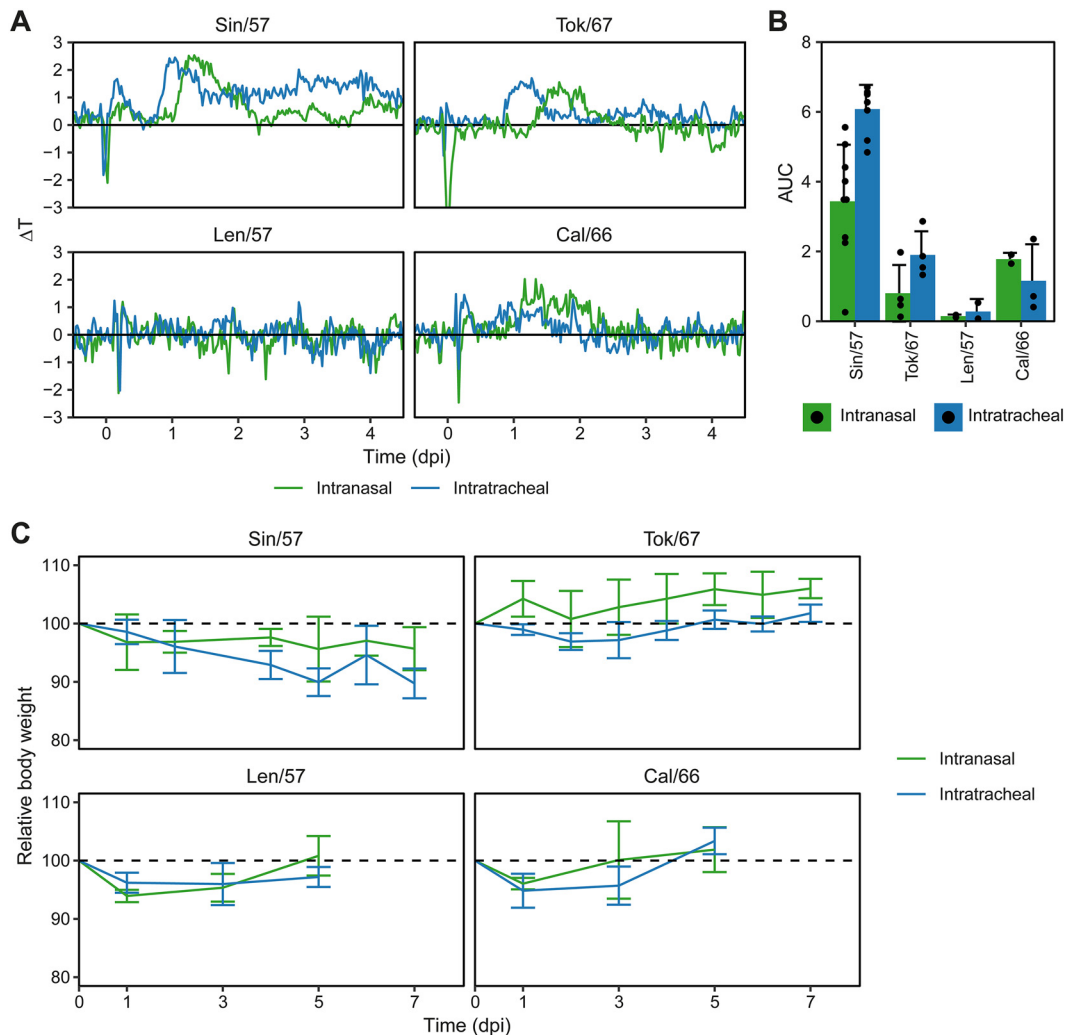 A
Sin/57
Tok/67
3
2
1
0
−1
−2
−3
Len/57
Cal/66
3
2
1
0
−1
−2
−3
ΔT
0 1 2 3 4
0 1 2 3 4
Time (dpi)
Intranasal
Intratracheal
B
8
6
4
2
0
AUC
Sin/57
Tok/67
Len/57
Cal/66
Intranasal
Intratracheal
C
Sin/57
Tok/67
110
100
90
80
Len/57
Cal/66
110
100
90
80
Relative body weight
0 1 3 5 7
0 1 3 5 7
Time (dpi)
Intranasal
Intratracheal